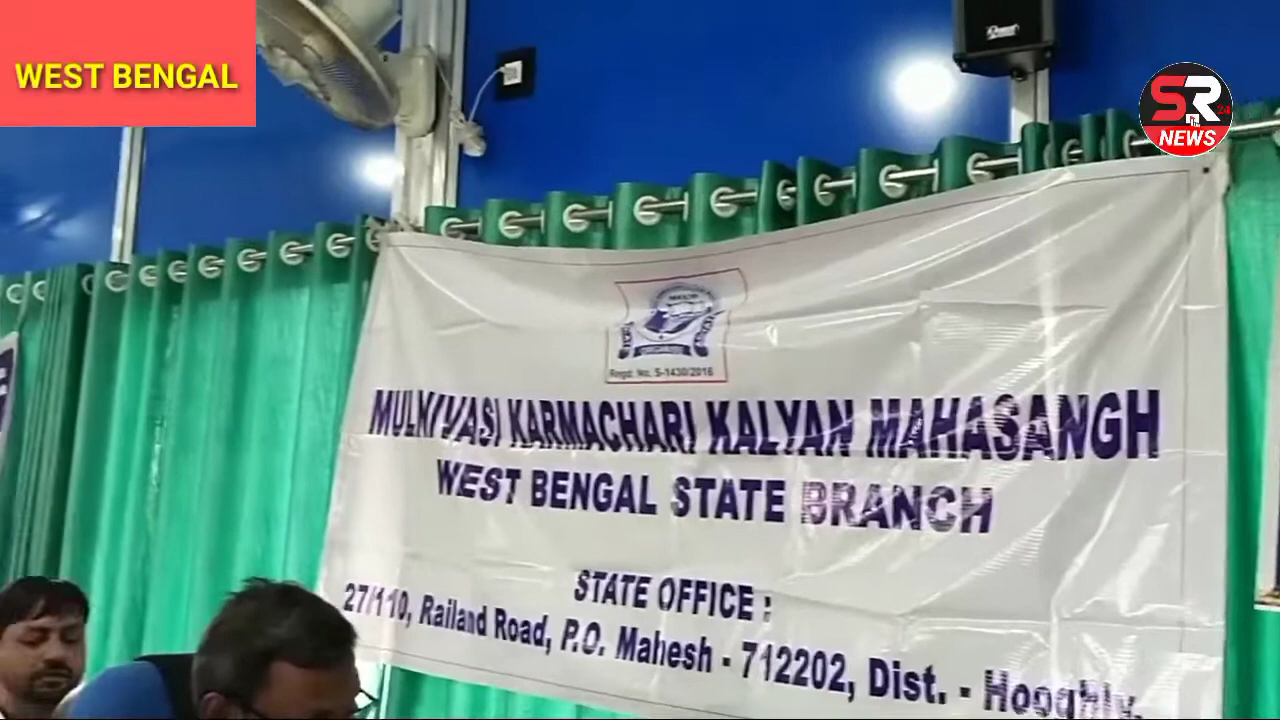 WEST BENGAL
SR 24
NEWS
Regd. No. S-1430/2016
MULNIVASI KARMACHARI KALYAN MAHASANGH
WEST BENGAL STATE BRANCH
STATE OFFICE :
27/110, Railand Road, P.O. Mahesh - 712202, Dist. - Hooghly.